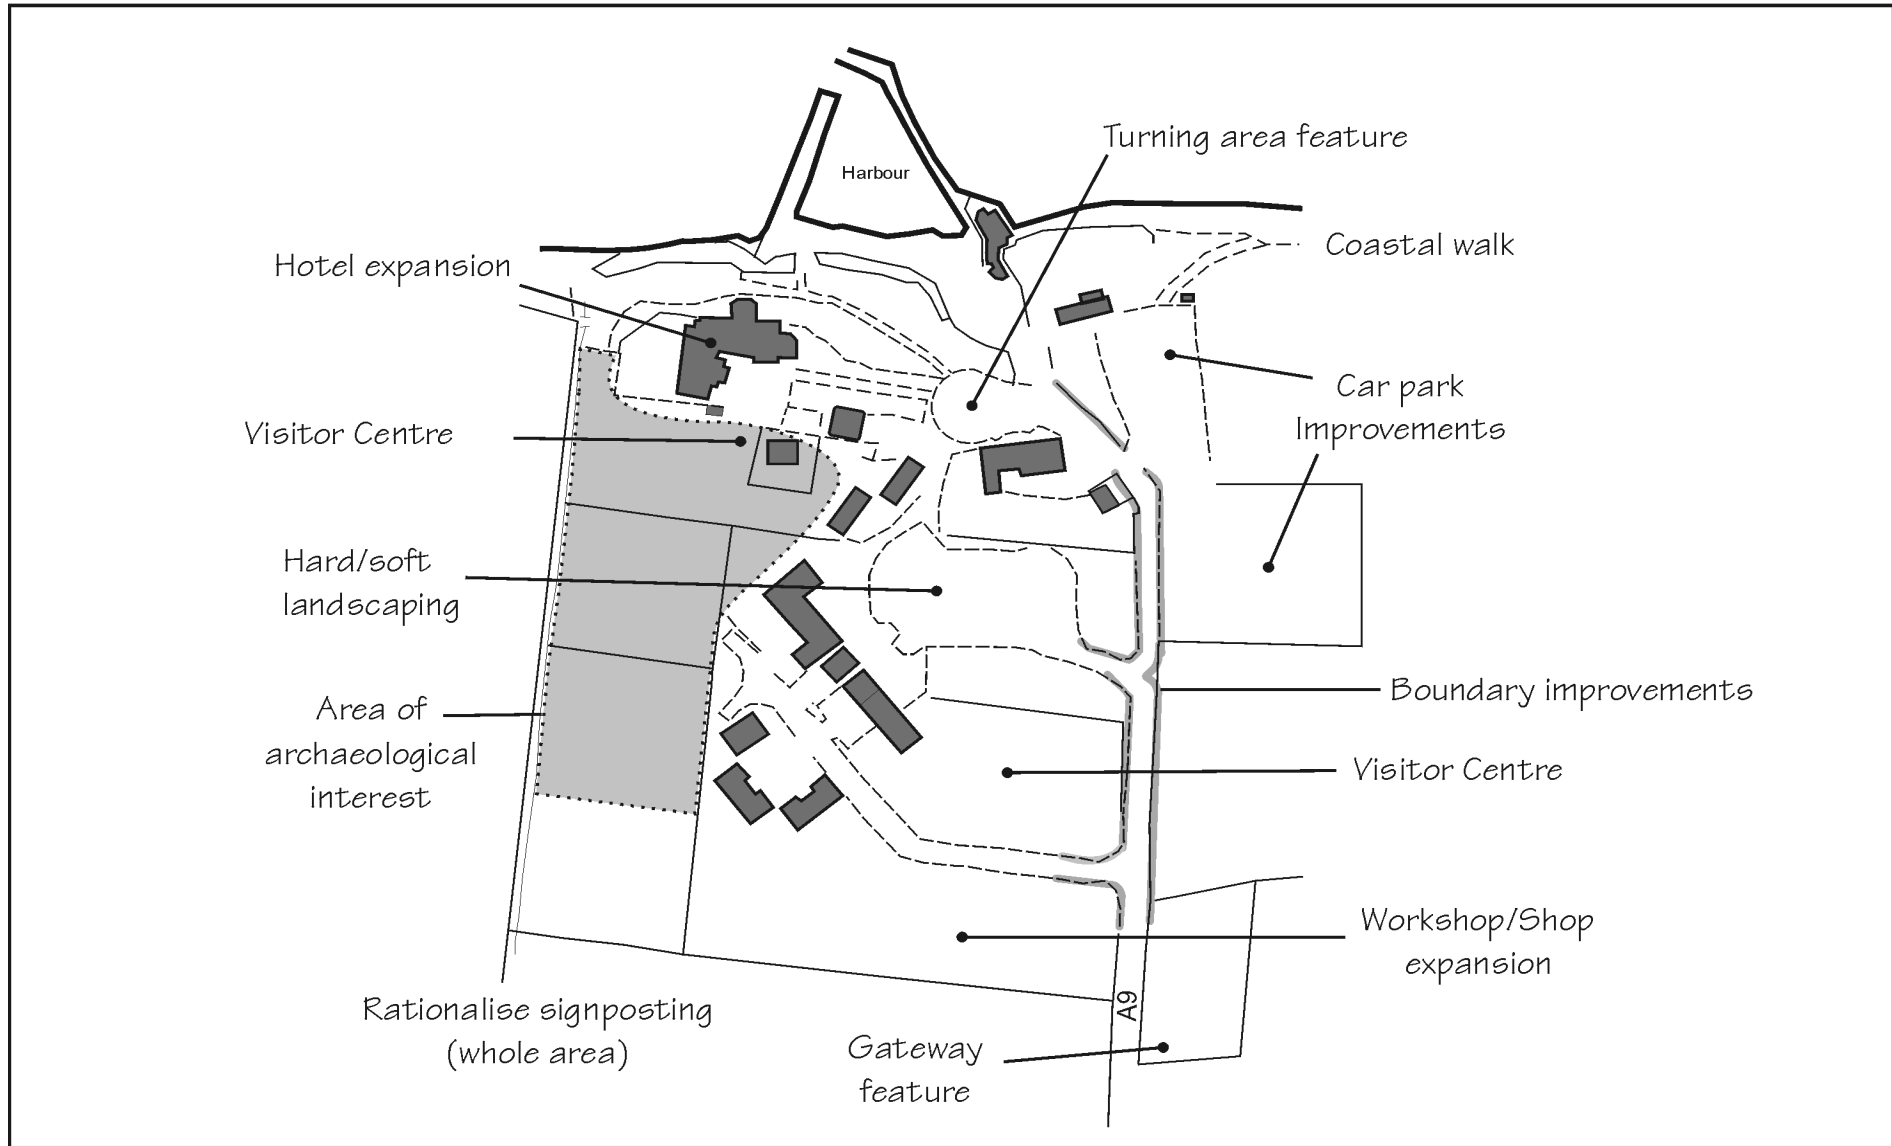 Turning area feature
Harbour
Coastal walk
Hotel expansion
Car park
Improvements
Visitor Centre
Hard/soft
landscaping
Boundary improvements
Area of
archaeological
interest
Visitor Centre
Workshop/Shop
expansion
A9
Rationalise signposting
(whole area)
Gateway
feature